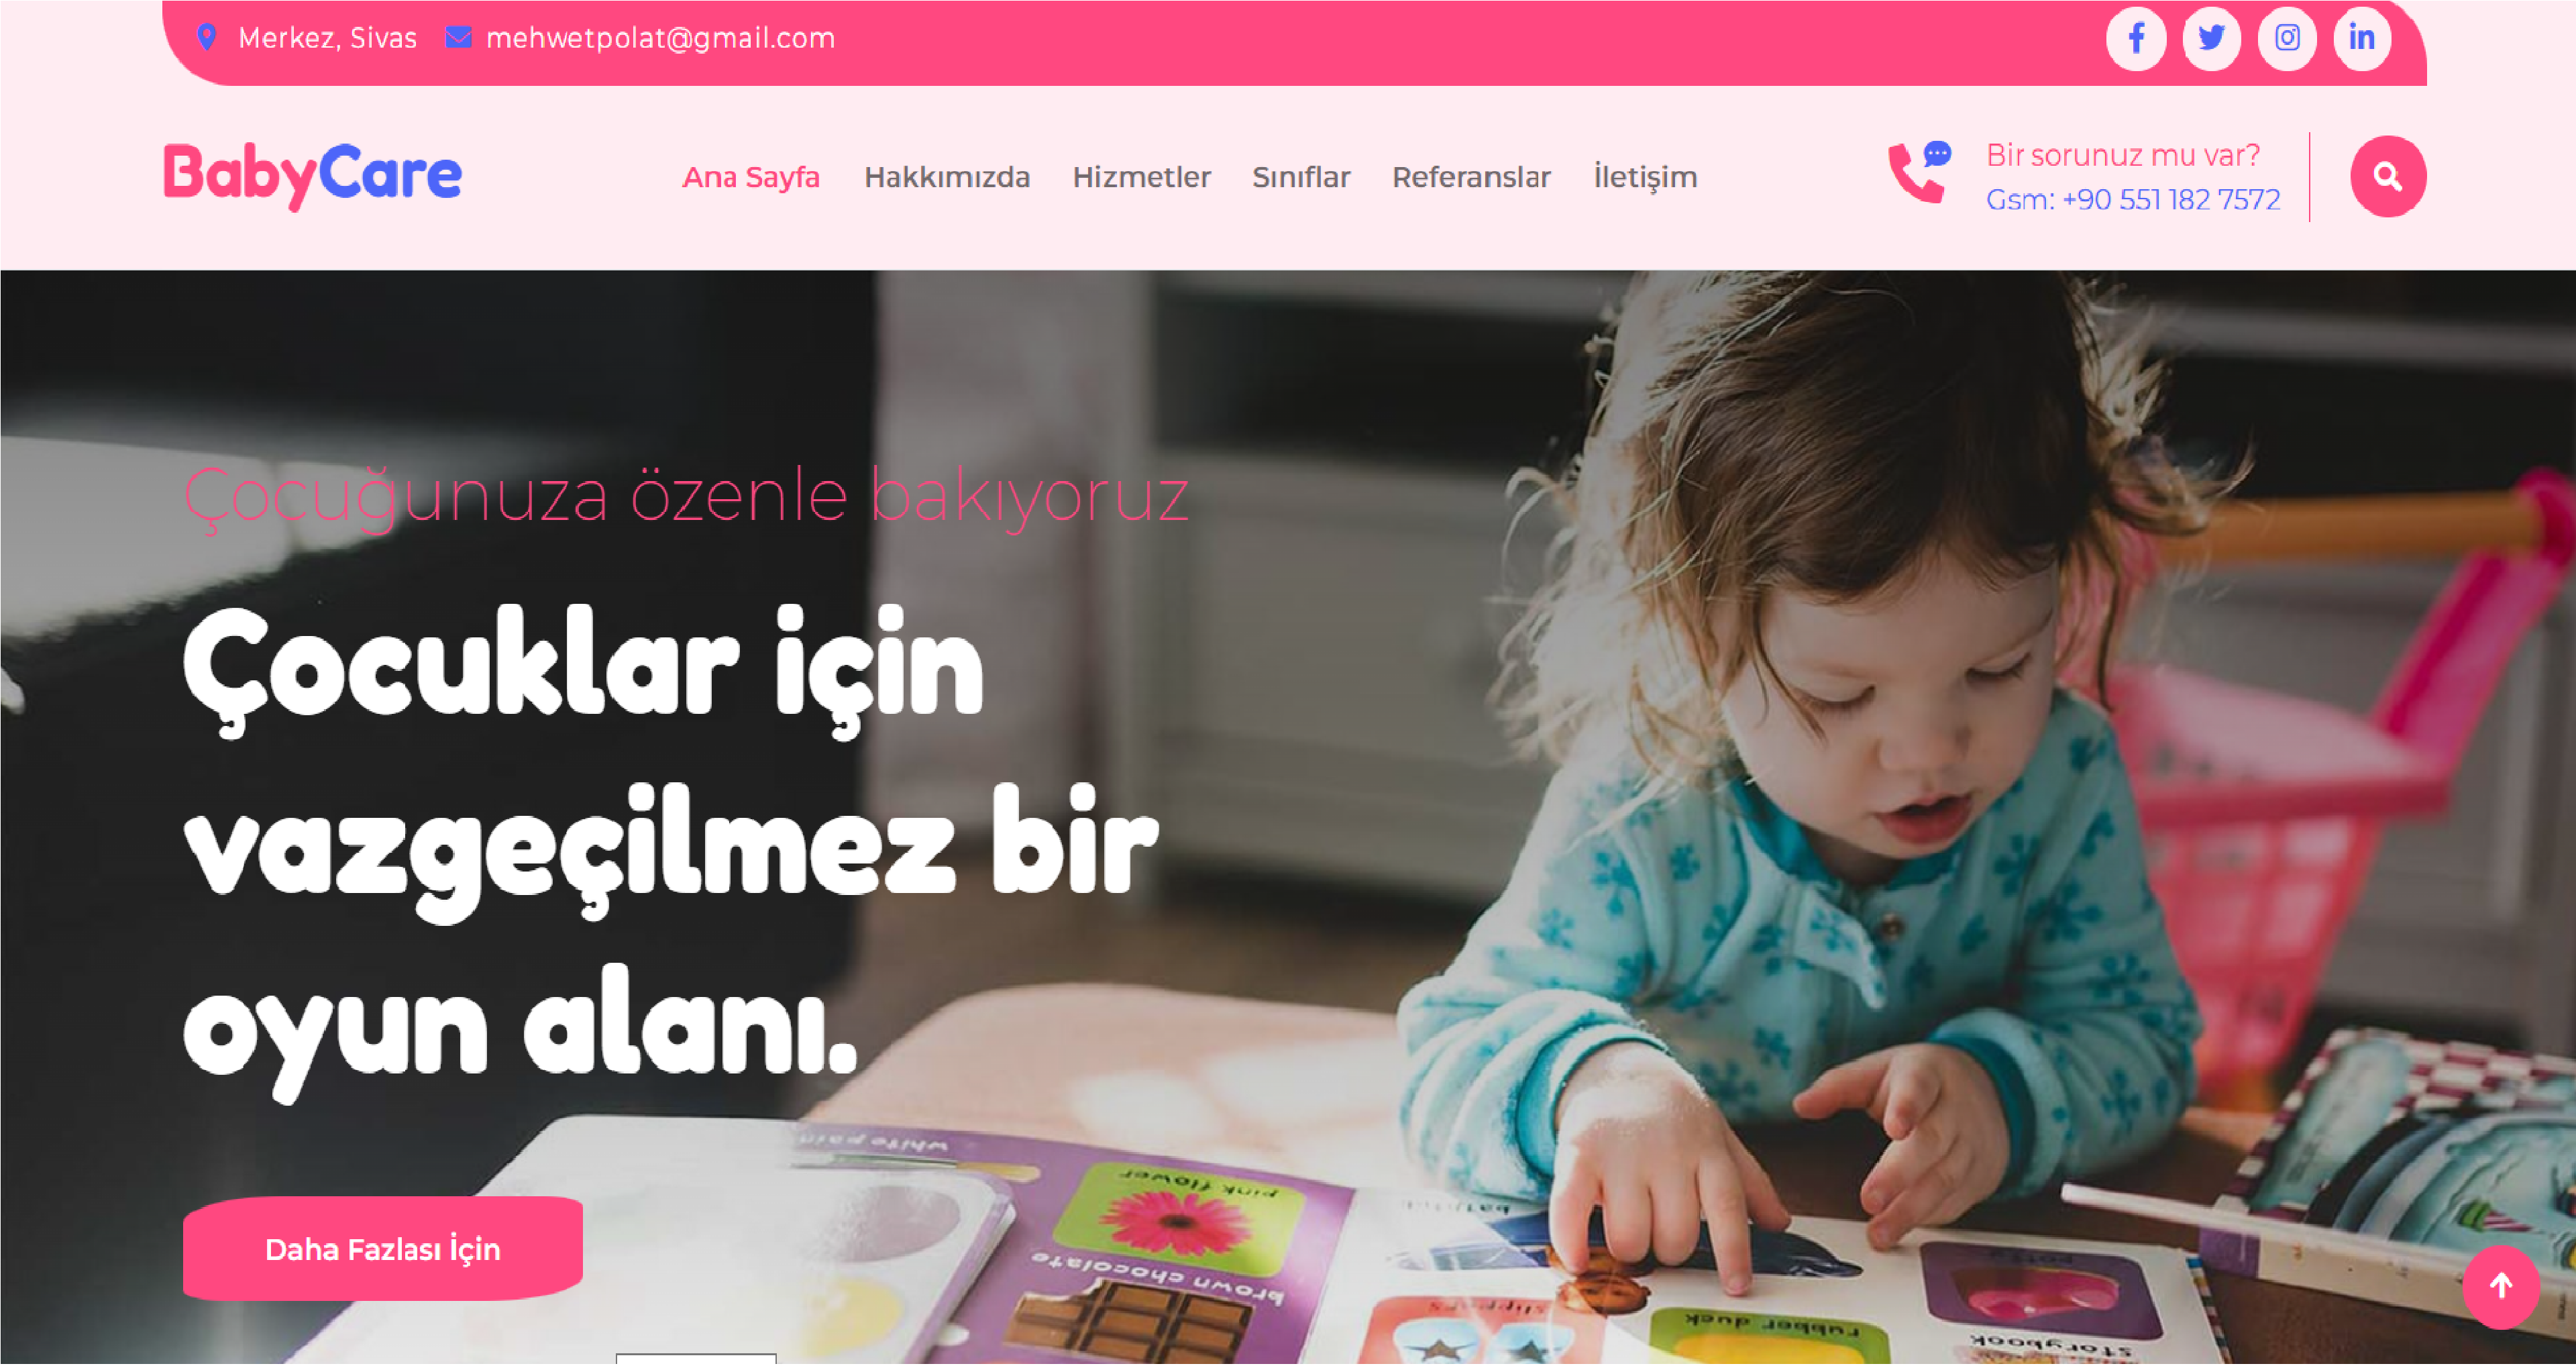 Merkez, Sivas mehwetpolat@gmail.com
BabyCare
Ana Sayfa Hakkımızda Hizmetler Sınıflar Referanslar İletişim
Bir sorunuz mu var?
Gsm: +90 551 182 7572
Çocuğunuza özenle bakıyoruz
Çocuklar için
vazgeçilmez bir
oyun alanı.
Daha Fazlası İçin
white pain
pink flower
brown chocolate
slippers
rubber duck
storybook